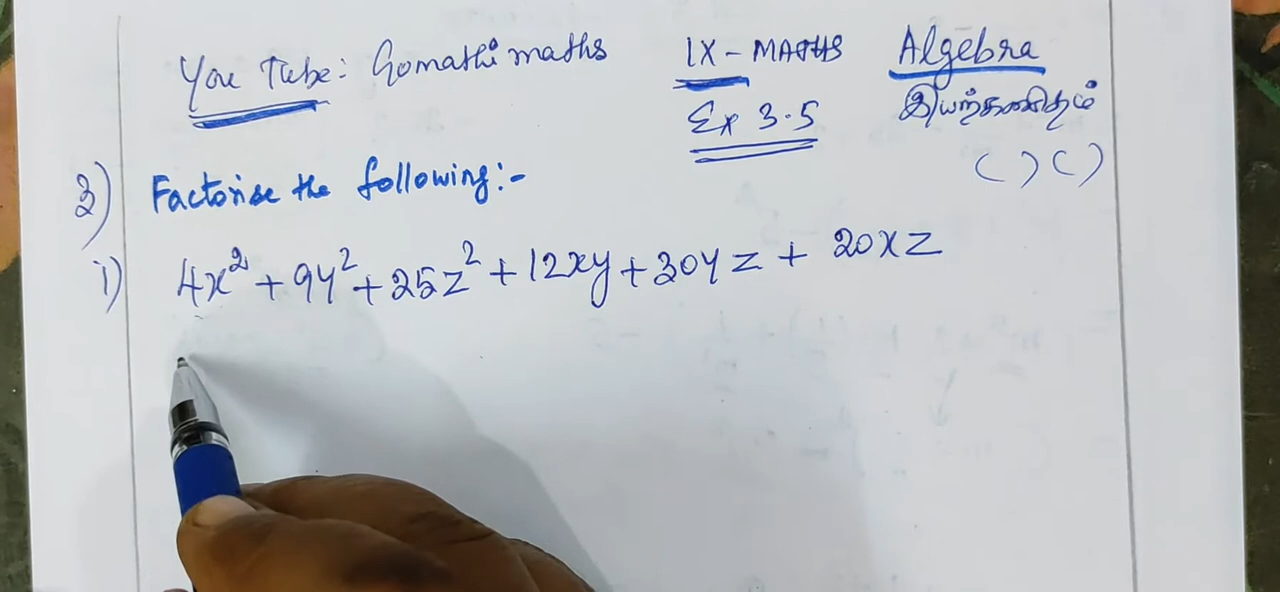 You Tube: Gomathi maths IX - MATHS Algebra
Ex 3.5 இயற்கணிதம்
( ) ( )
3) Factorise the following:-
i) 4x² + 9y² + 25z² + 12xy + 30yz + 20xz